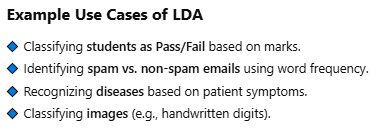 Example Use Cases of LDA
Classifying students as Pass/Fail based on marks.
Identifying spam vs. non-spam emails using word frequency.
Recognizing diseases based on patient symptoms.
Classifying images (e.g., handwritten digits).